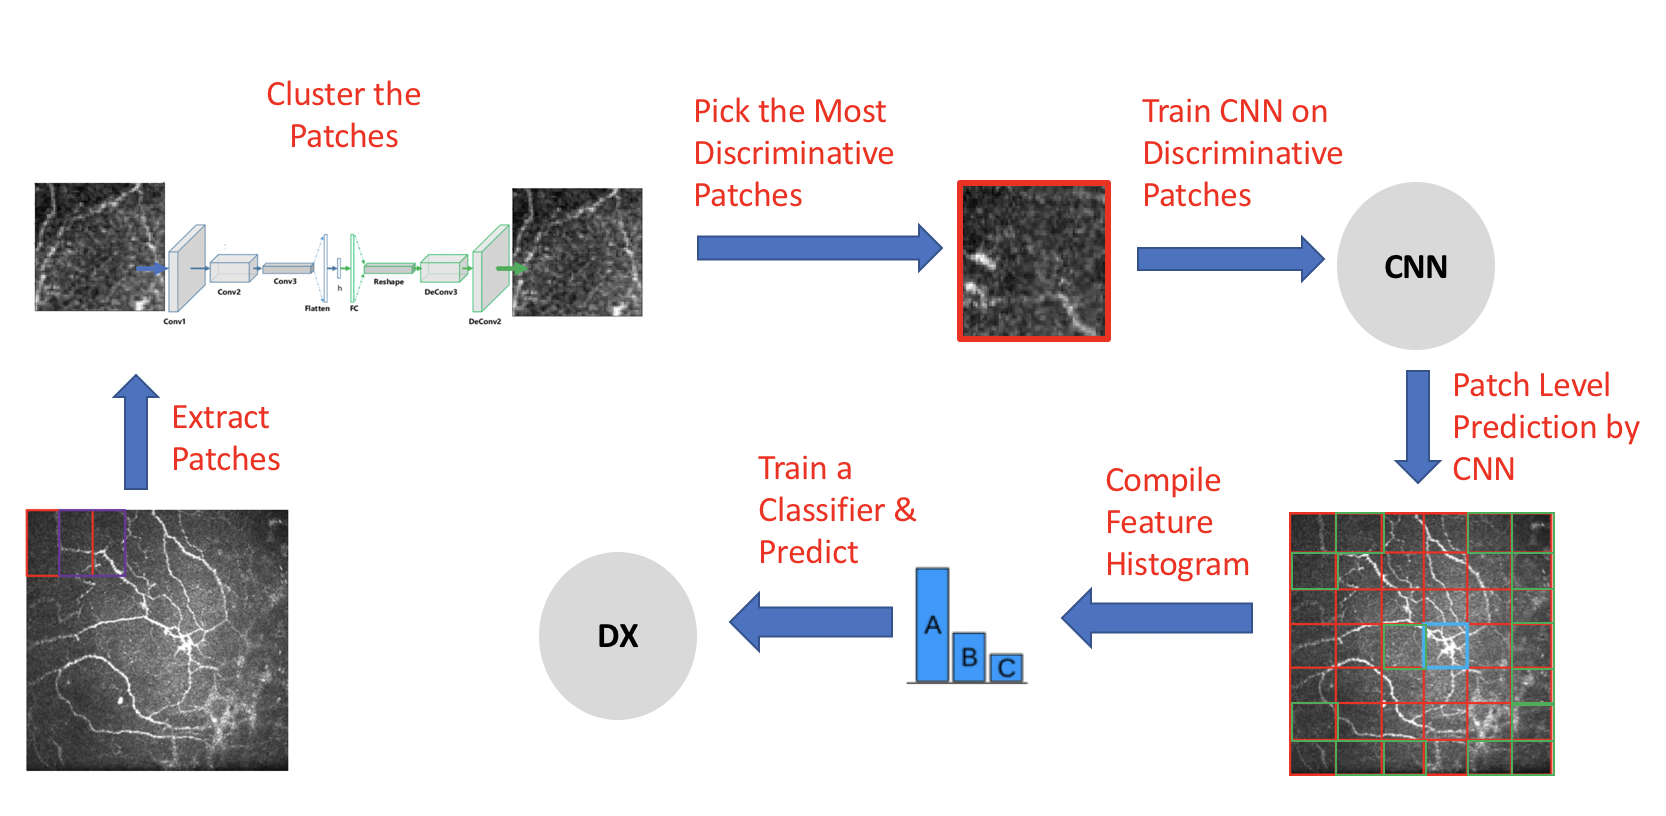 Cluster the
Patches
Conv1
Conv2
Conv3
Flatten
h
FC
Reshape
DeConv3
DeConv2
Pick the Most
Discriminative
Patches
Train CNN on
Discriminative
Patches
CNN
Extract
Patches
Patch Level
Prediction by
CNN
Compile
Feature
Histogram
Train a
Classifier &
Predict
A
B
C
DX